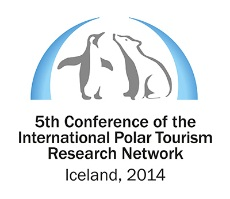 5th Conference of the
International Polar Tourism
Research Network
Iceland, 2014